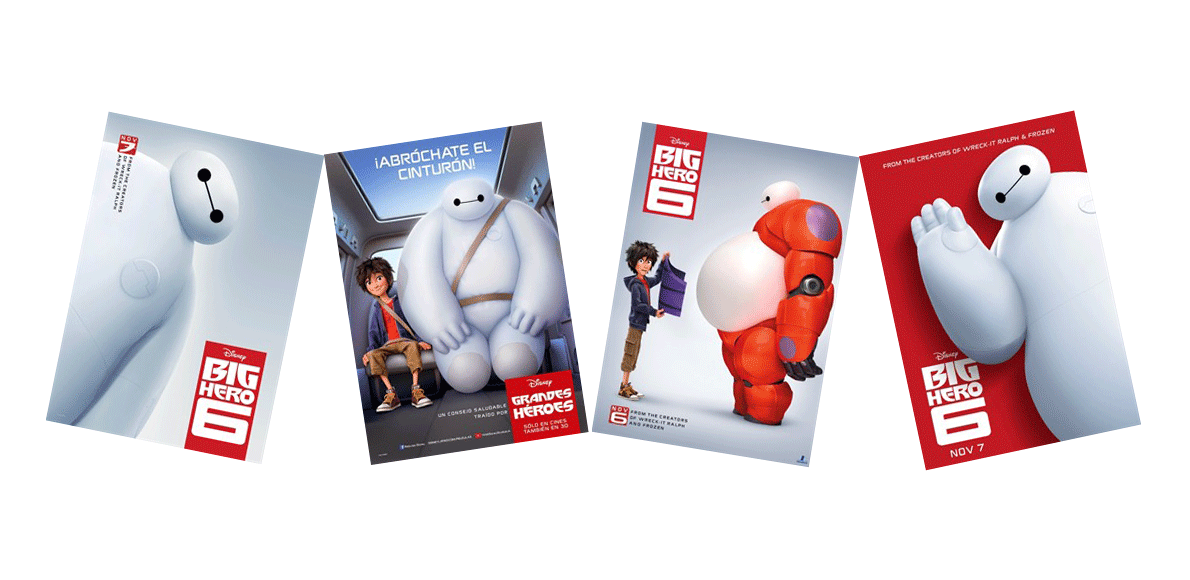 NOV
7
FROM THE CREATORS
OF WRECK-IT RALPH
AND FROZEN
Disney
BIG
HERO
6
¡ABRÓCHATE EL
CINTURÓN!
UN CONSEJO SALUDABLE
TRAÍDO POR
Disney
GRANDES
HÉROES
SÓLO EN CINES
TAMBIÉN EN 3D
Disney
BIG
HERO
6
NOV
6
FROM THE CREATORS
OF WRECK-IT RALPH
AND FROZEN
FROM THE CREATORS OF WRECK-IT RALPH & FROZEN
Disney
BIG
HERO
6
NOV 7